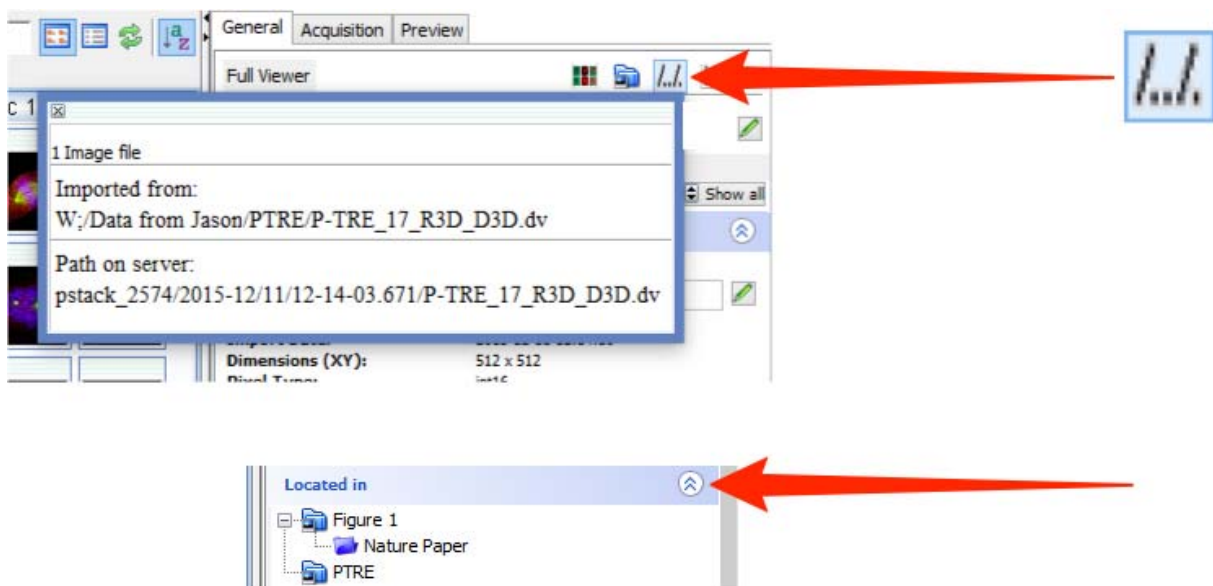 General Acquisition Preview
Full Viewer
/.../.
/.../.
c 1
1 Image file
Imported from:
W;/Data from Jason/PTRE/P-TRE_17_R3D_D3D.dv
Show all
Path on server:
pstack_2574/2015-12/11/12-14-03.671/P-TRE_17_R3D_D3D.dv
Dimensions (XY): 512 x 512
Located in
Figure 1
Nature Paper
PTRE